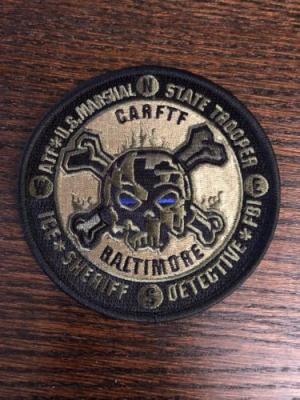 ATF ★ U.S. MARSHAL N STATE TROOPER
E
FBI ★ DETECTIVE
S
SHERIFF ★ ICE
W
CARFTF
BALTIMORE